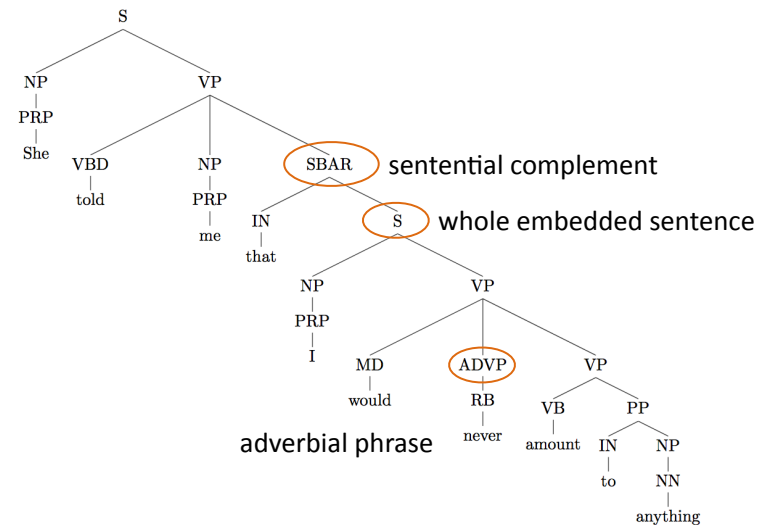 S
NP VP
PRP
She
VBD NP SBAR sentential complement
told PRP
me IN S whole embedded sentence
that
NP VP
PRP
I
MD ADVP VP
would RB VB PP
adverbial phrase never amount IN NP
to NN
anything